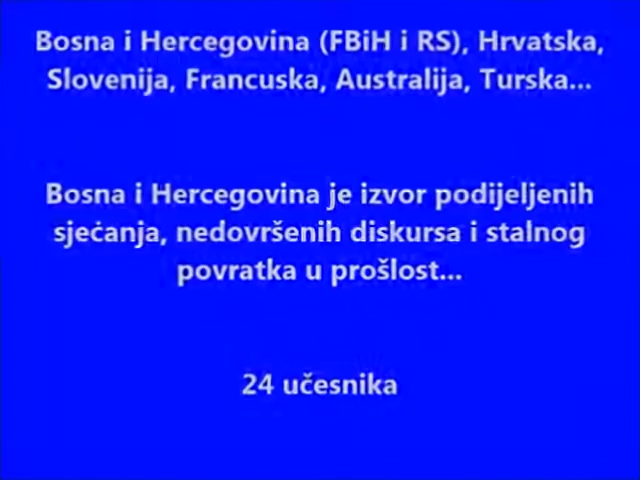 Bosna i Hercegovina (FBiH i RS), Hrvatska,
Slovenija, Francuska, Australija, Turska...
Bosna i Hercegovina je izvor podijeljenih
sjećanja, nedovršenih diskursa i stalnog
povratka u prošlost...
24 učesnika